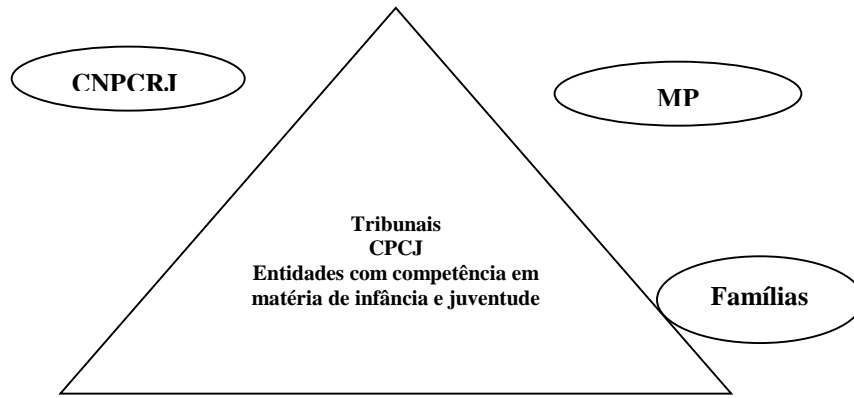 CNPCRJ
MP
Tribunais
CPCJ
Entidades com competência em
matéria de infância e juventude
Famílias